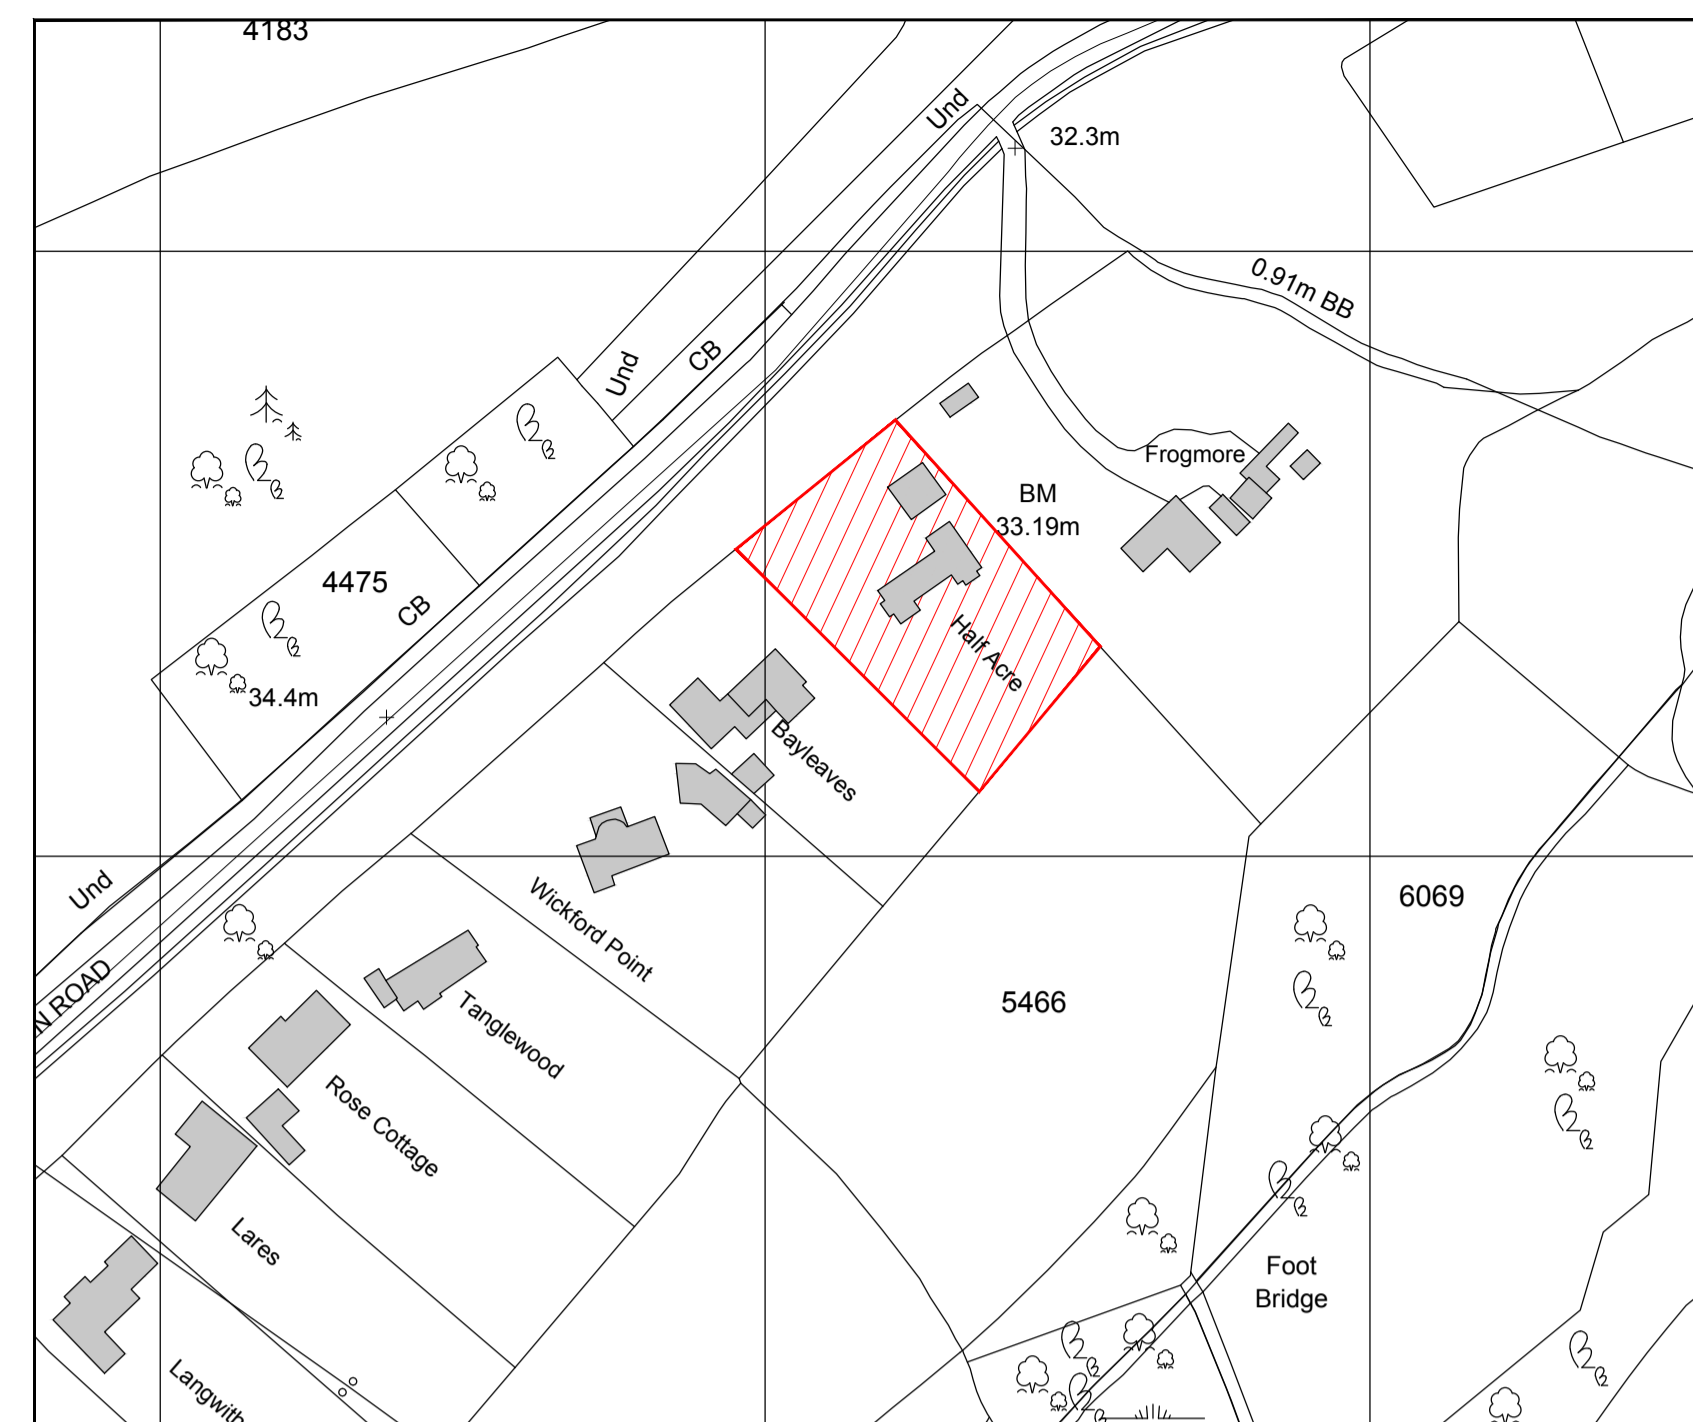 4183
Und
32.3m
0.91m BB
CB
Und
Frogmore
BM
33.19m
4475
CB
Half Acre
34.4m
Bayleaves
Und
6069
Wickford Point
N ROAD
5466
Tanglewood
Rose Cottage
Lares
Foot
Bridge
Langwith